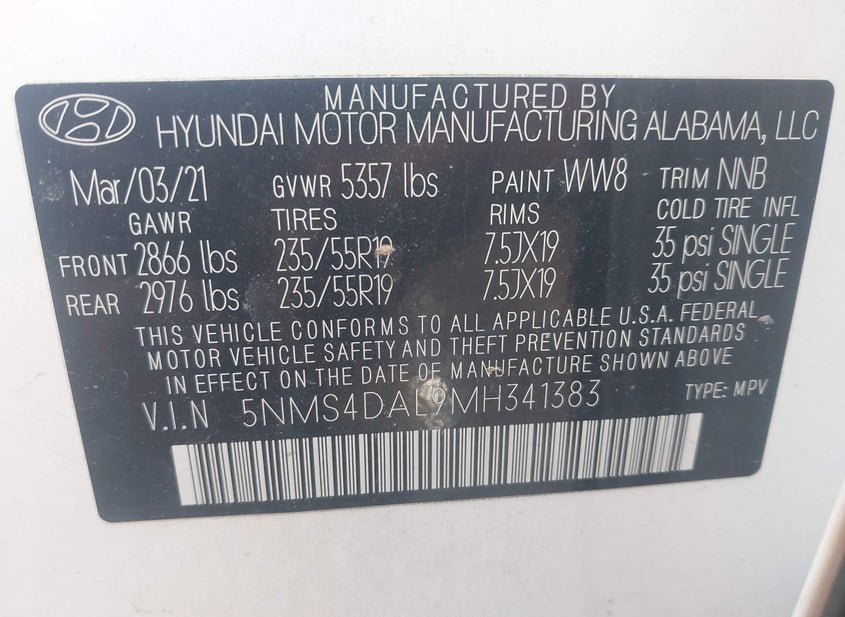 MANUFACTURED BY
HYUNDAI MOTOR MANUFACTURING ALABAMA, LLC
Mar/03/21 GVWR 5357 lbs PAINT WW8 TRIM NNB
GAWR TIRES RIMS COLD TIRE INFL
FRONT 2866 lbs 235/55R19 7.5JX19 35 psi SINGLE
REAR 2976 lbs 235/55R19 7.5JX19 35 psi SINGLE
THIS VEHICLE CONFORMS TO ALL APPLICABLE U.S.A. FEDERAL
MOTOR VEHICLE SAFETY AND THEFT PREVENTION STANDARDS
IN EFFECT ON THE DATE OF MANUFACTURE SHOWN ABOVE
V.I.N 5NMS4DAL9MH341383 TYPE: MPV